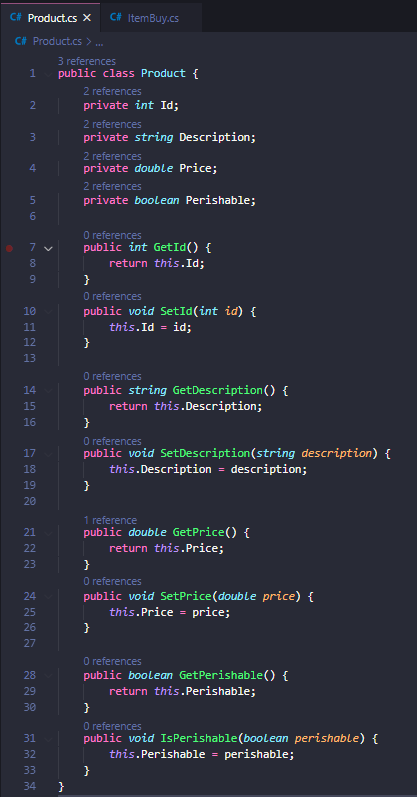 C# Product.cs × C# ItemBuy.cs
C# Product.cs > ...
3 references
1 public class Product {
2 references
2 private int Id;
2 references
3 private string Description;
2 references
4 private double Price;
2 references
5 private boolean Perishable;
6
0 references
7 public int GetId() {
8 return this.Id;
9 }
0 references
10 public void SetId(int id) {
11 this.Id = id;
12 }
13
0 references
14 public string GetDescription() {
15 return this.Description;
16 }
0 references
17 public void SetDescription(string description) {
18 this.Description = description;
19 }
20
1 reference
21 public double GetPrice() {
22 return this.Price;
23 }
0 references
24 public void SetPrice(double price) {
25 this.Price = price;
26 }
27
0 references
28 public boolean GetPerishable() {
29 return this.Perishable;
30 }
0 references
31 public void IsPerishable(boolean perishable) {
32 this.Perishable = perishable;
33 }
34 }